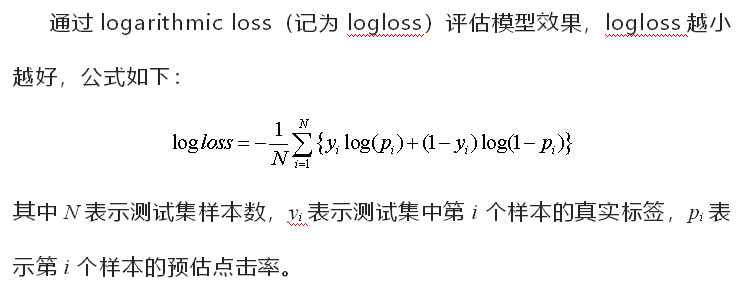 通过 logarithmic loss（记为 logloss）评估模型效果，logloss 越小
越好，公式如下：
log loss = -\frac{1}{N}\sum_{i=1}^{N}\{y_i log(p_i)+(1-y_i)log(1-p_i)\}
其中 N 表示测试集样本数，y_i 表示测试集中第 i 个样本的真实标签，p_i 表
示第 i 个样本的预估点击率。